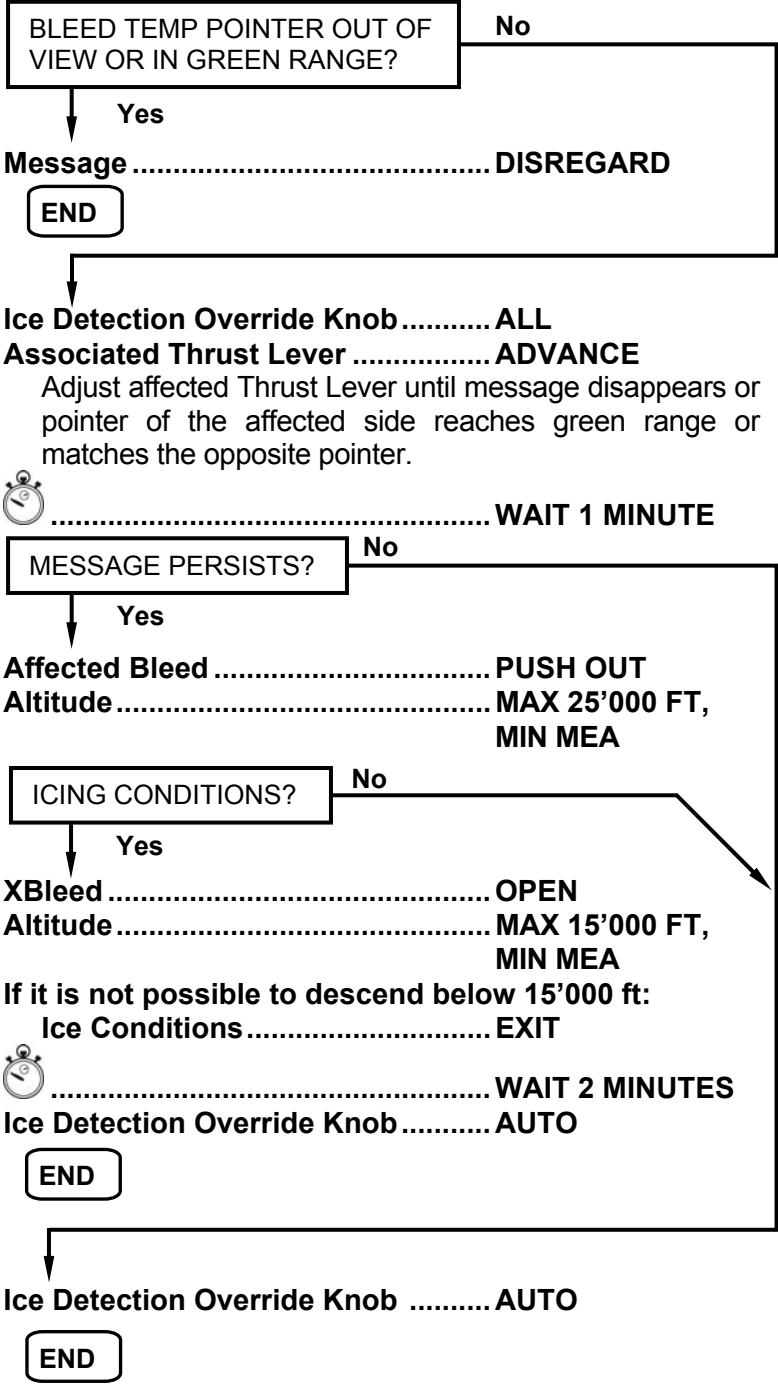 BLEED TEMP POINTER OUT OF No
VIEW OR IN GREEN RANGE?
Yes
Message ............................................ DISREGARD
END
Ice Detection Override Knob ........... ALL
Associated Thrust Lever ................. ADVANCE
Adjust affected Thrust Lever until message disappears or
pointer of the affected side reaches green range or
matches the opposite pointer.
...................................................... WAIT 1 MINUTE
MESSAGE PERSISTS? No
Yes
Affected Bleed .................................. PUSH OUT
Altitude .............................................. MAX 25'000 FT,
MIN MEA
ICING CONDITIONS? No
Yes
XBleed ............................................... OPEN
Altitude .............................................. MAX 15'000 FT,
MIN MEA
If it is not possible to descend below 15'000 ft:
Ice Conditions .............................. EXIT
...................................................... WAIT 2 MINUTES
Ice Detection Override Knob ........... AUTO
END
Ice Detection Override Knob .......... AUTO
END